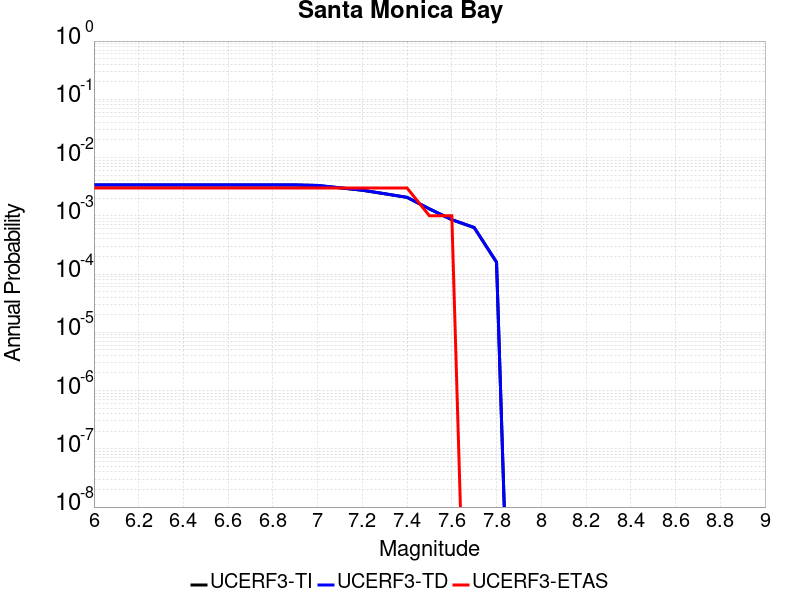 Santa Monica Bay
10^0
10^-1
10^-2
10^-3
10^-4
10^-5
10^-6
10^-7
10^-8
Annual Probability
6 6.2 6.4 6.6 6.8 7 7.2 7.4 7.6 7.8 8 8.2 8.4 8.6 8.8 9
Magnitude
UCERF3-TI UCERF3-TD UCERF3-ETAS